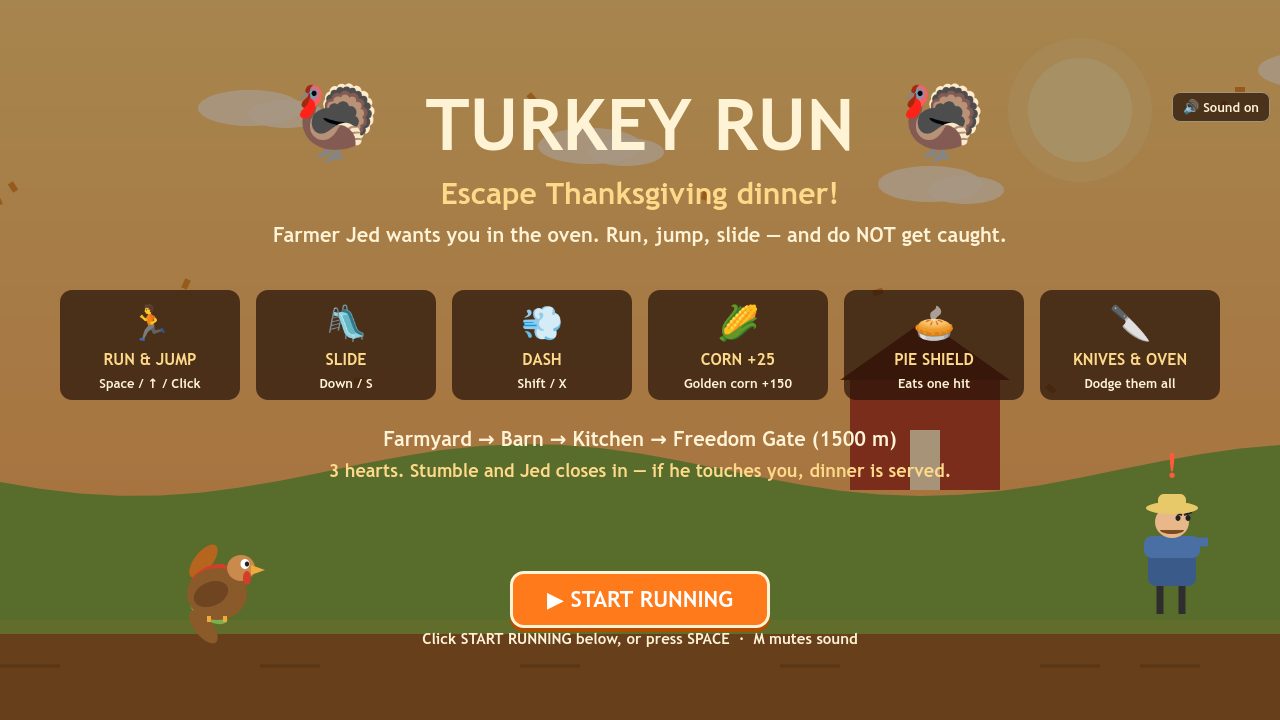 TURKEY RUN
🔊 Sound on
Escape Thanksgiving dinner!
Farmer Jed wants you in the oven. Run, jump, slide — and do NOT get caught.
RUN & JUMP
Space / ↑ / Click
SLIDE
Down / S
DASH
Shift / X
CORN +25
Golden corn +150
PIE SHIELD
Eats one hit
KNIVES & OVEN
Dodge them all
Farmyard → Barn → Kitchen → Freedom Gate (1500 m)
3 hearts. Stumble and Jed closes in — if he touches you, dinner is served.
!
▶ START RUNNING
Click START RUNNING below, or press SPACE · M mutes sound